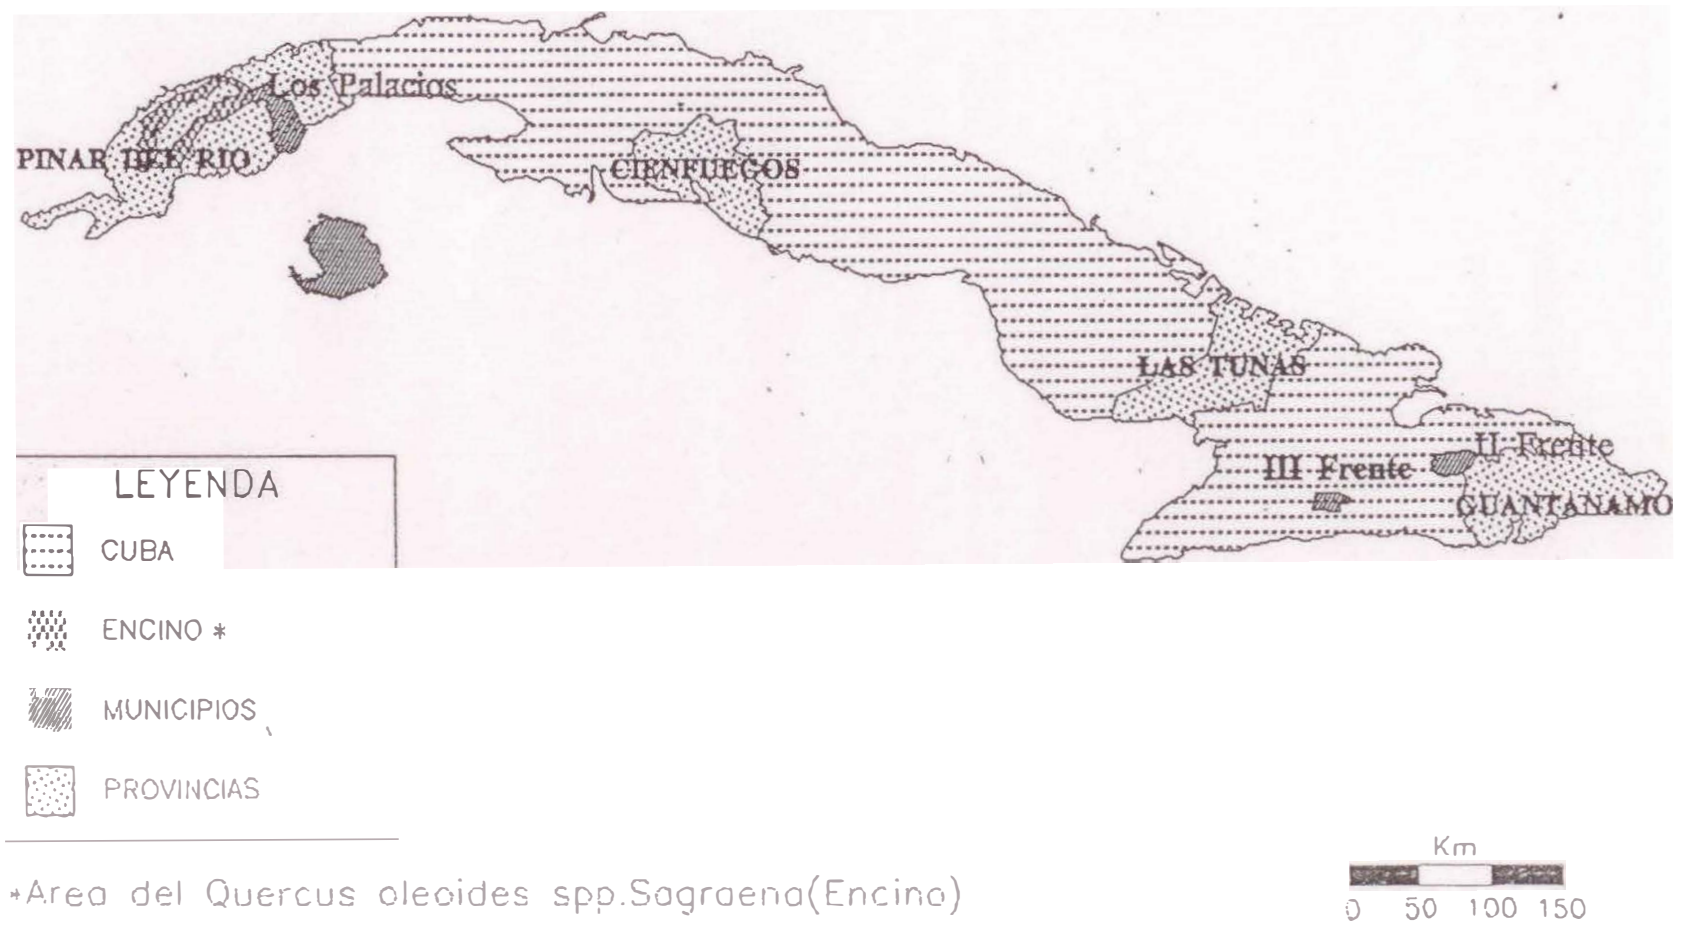 Los Palacios
PINAR DEL RIO
CIENFUEGOS
LAS TUNAS
II Frente
III Frente
GUANTANAMO
LEYENDA
CUBA
ENCINO *
MUNICIPIOS
PROVINCIAS
Km
0 50 100 150
*Area del Quercus oleoides spp.Sagraena(Encino)